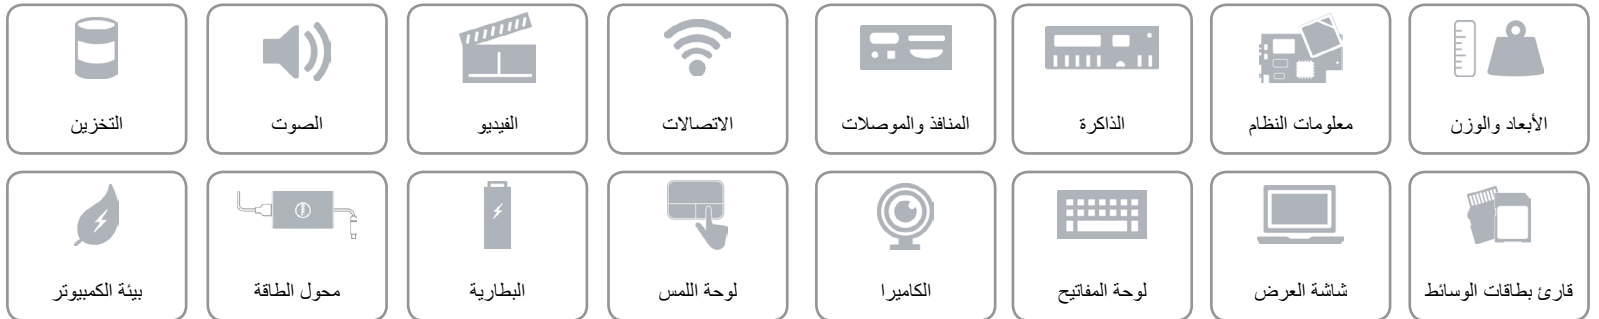 الأبعاد والوزن
معلومات النظام
الذاكرة
المنافذ والموصلات
الاتصالات
الفيديو
الصوت
التخزين
قارئ بطاقات الوسائط
شاشة العرض
لوحة المفاتيح
الكاميرا
لوحة اللمس
البطارية
محول الطاقة
بيئة الكمبيوتر